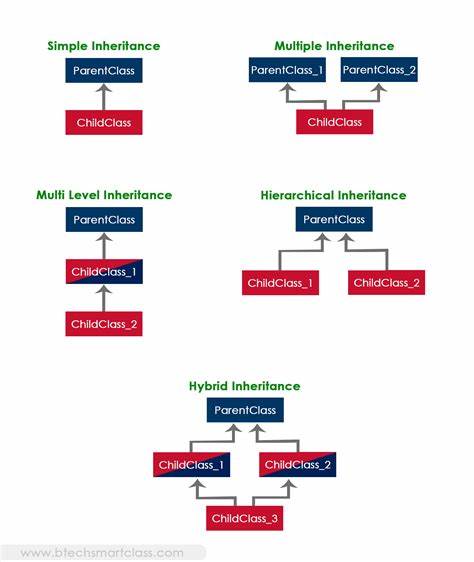 Simple Inheritance
ParentClass
ChildClass
Multiple Inheritance
ParentClass_1 ParentClass_2
ChildClass
Multi Level Inheritance
ParentClass
ChildClass_1
ChildClass_2
Hierarchical Inheritance
ParentClass
ChildClass_1 ChildClass_2
Hybrid Inheritance
ParentClass
ChildClass_1 ChildClass_2
ChildClass_3
www.btechsmartclass.com